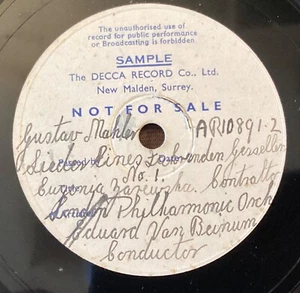 The unauthorised use of
record for public performance
or Broadcasting is forbidden
SAMPLE
The DECCA RECORD Co., Ltd.
New Malden, Surrey.
NOT FOR SALE
Gustav Mahler AR10891-2
Lieder Eines Fahrenden Gesellen
No. 1
Eugenia Zareska Contralto
London Philharmonic Orch
Eduard Van Beinum
Conductor